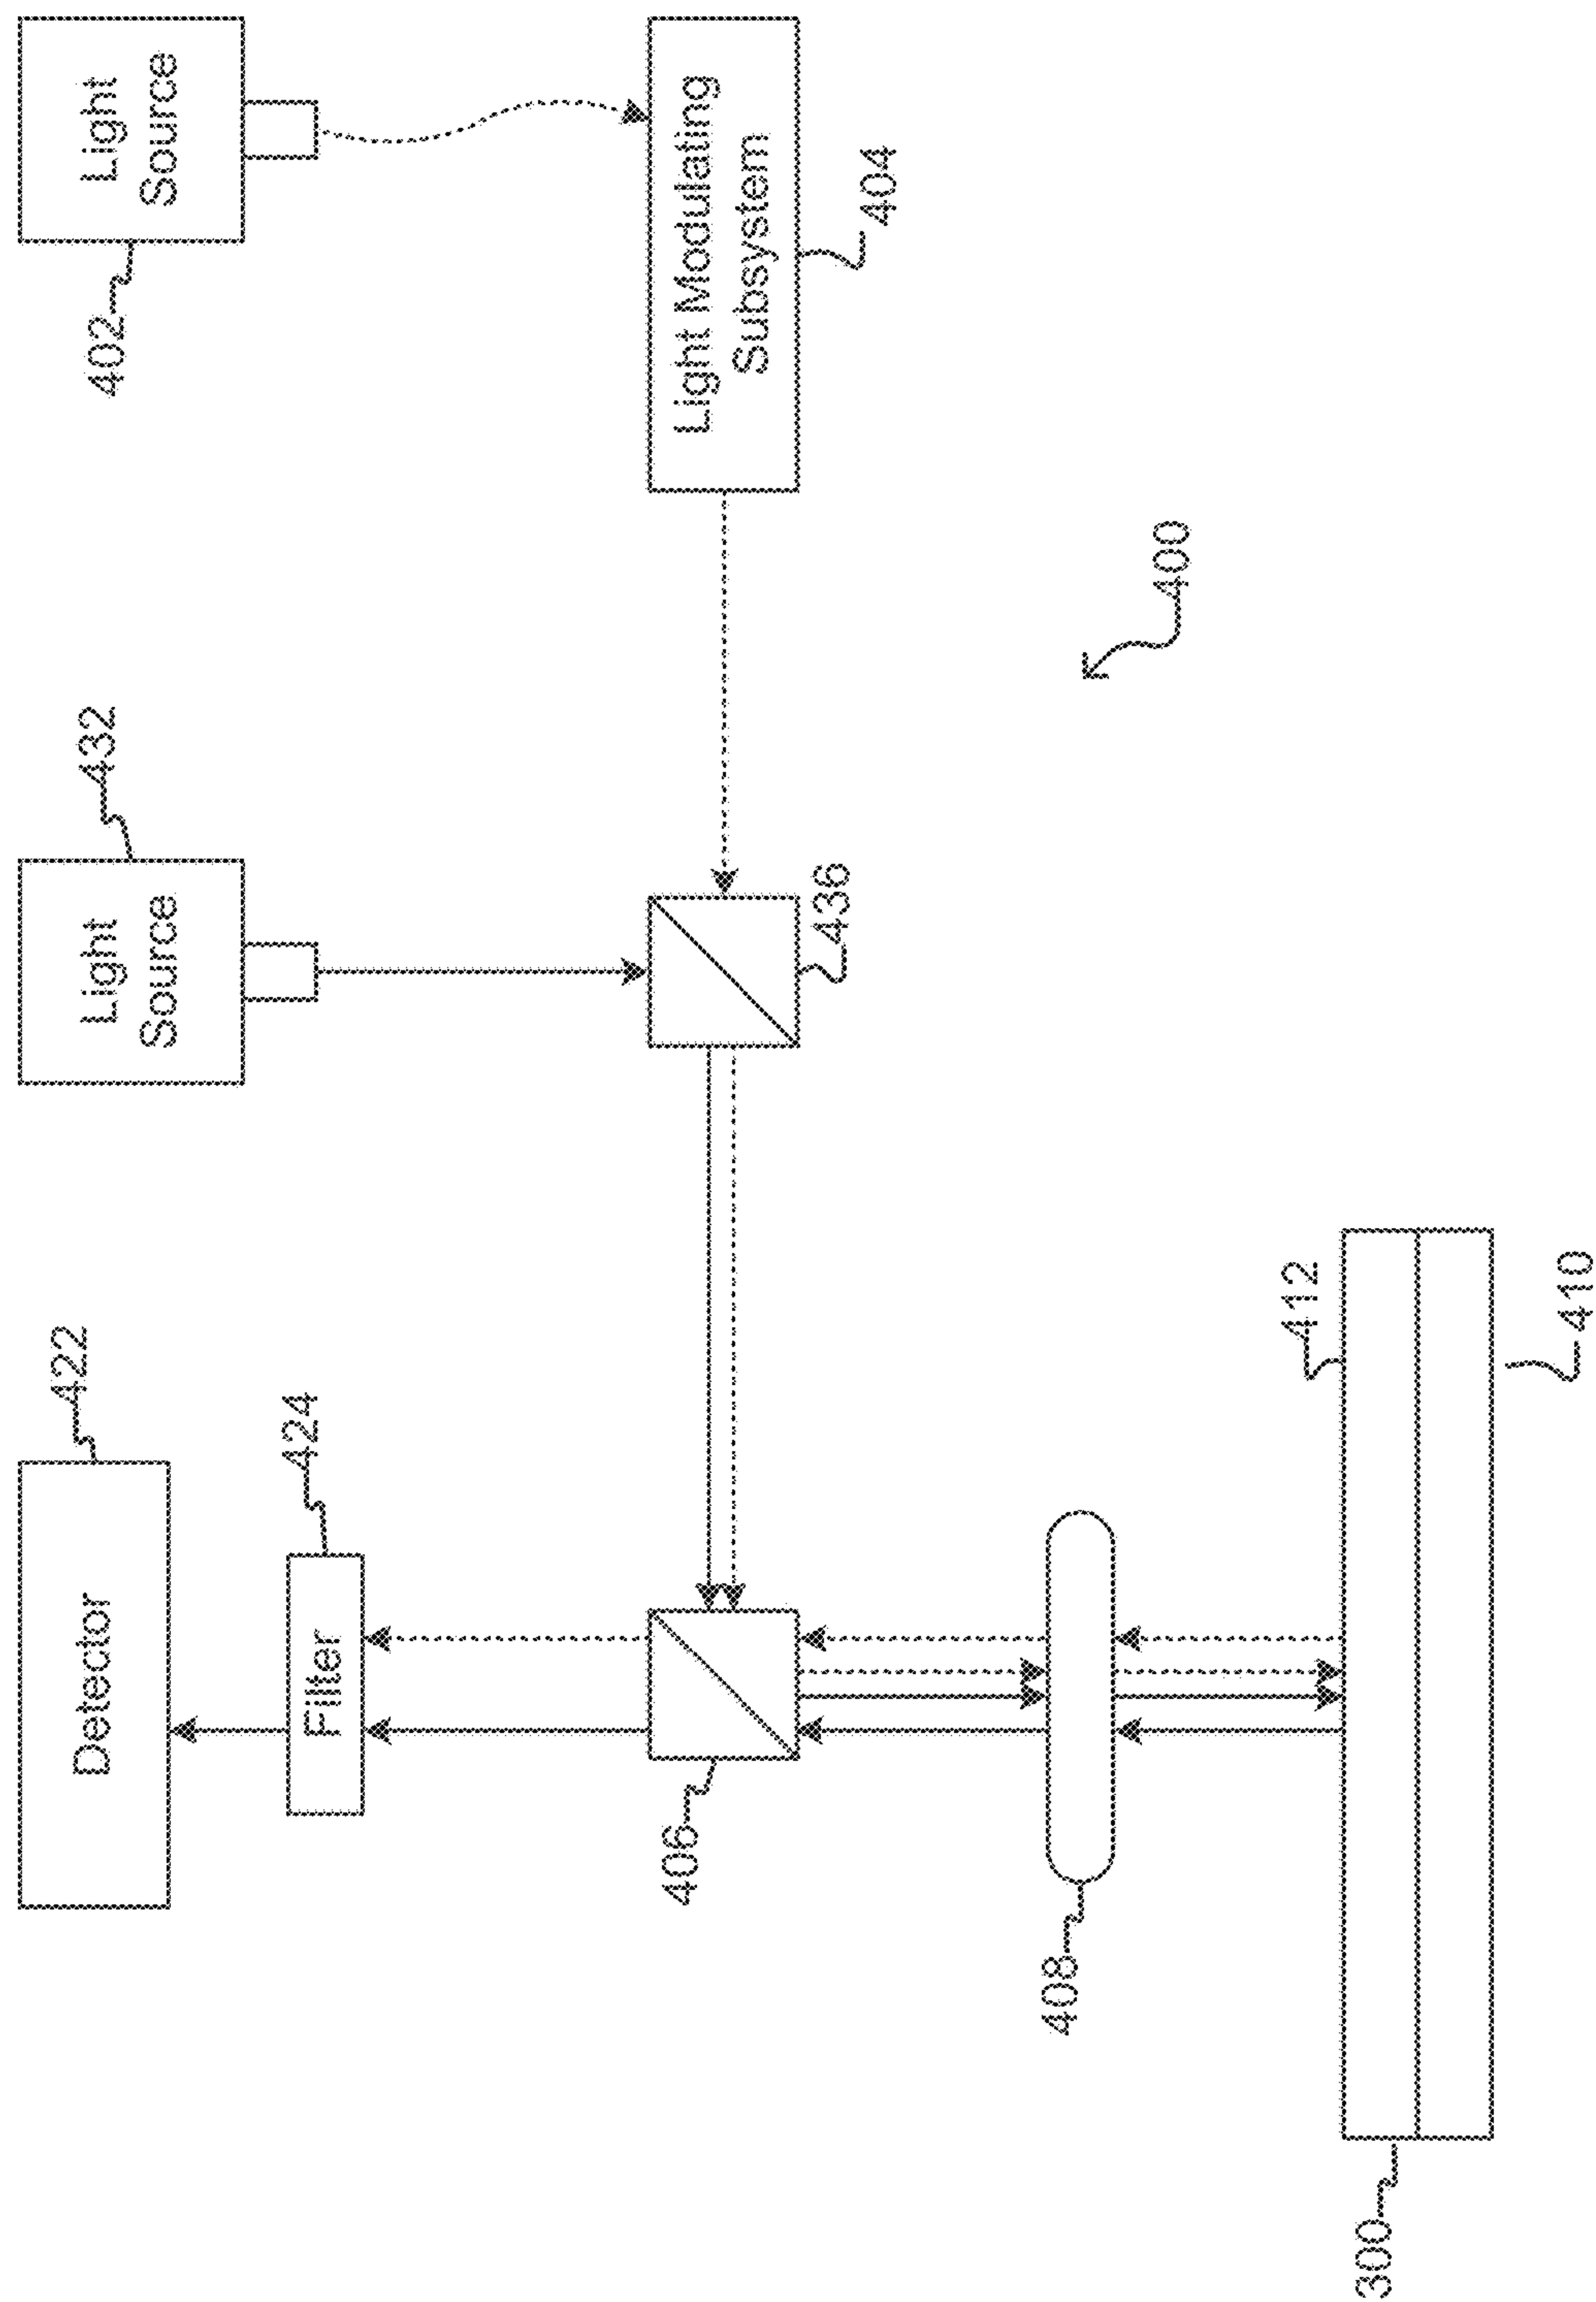 Detector
422
Filter
424
406
408
300
412
410
Light
Source
432
436
400
Light
Source
402
Light Modulating
Subsystem
404